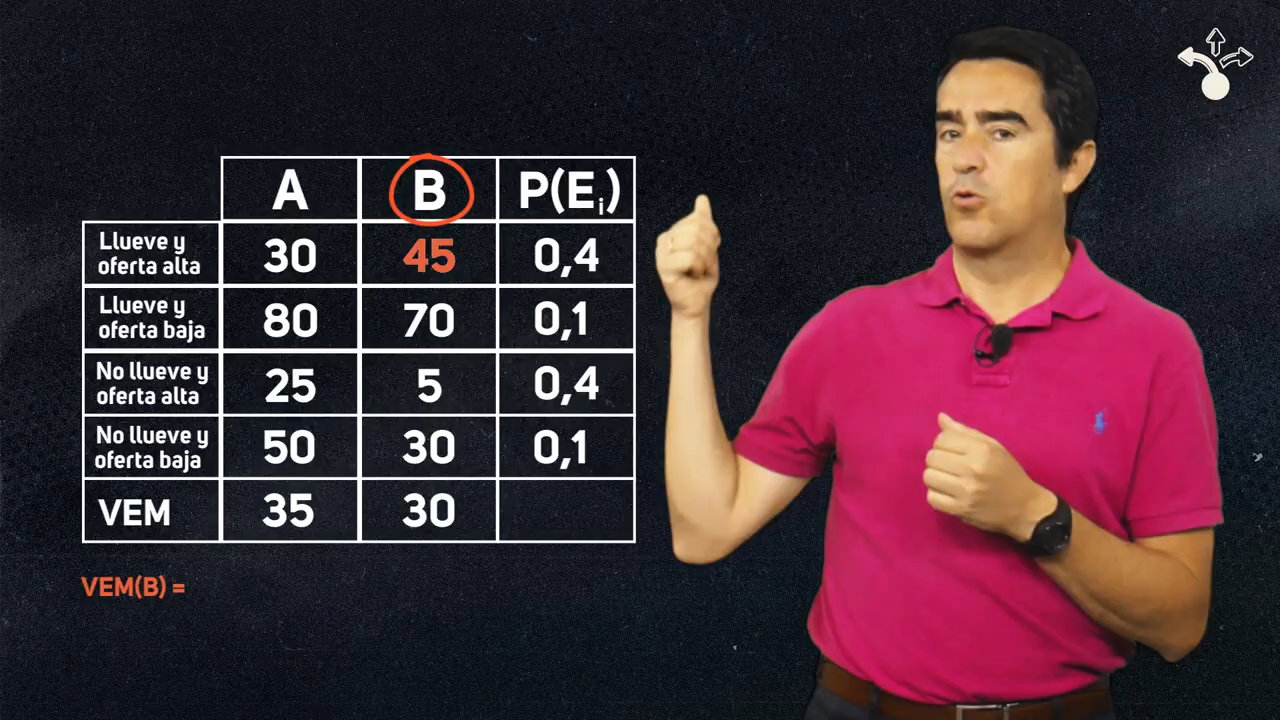 A B P(Ei)
Llueve y
oferta alta
30 45 0,4
Llueve y
oferta baja
80 70 0,1
No llueve y
oferta alta
25 5 0,4
No llueve y
oferta baja
50 30 0,1
VEM 35 30
VEM(B) =